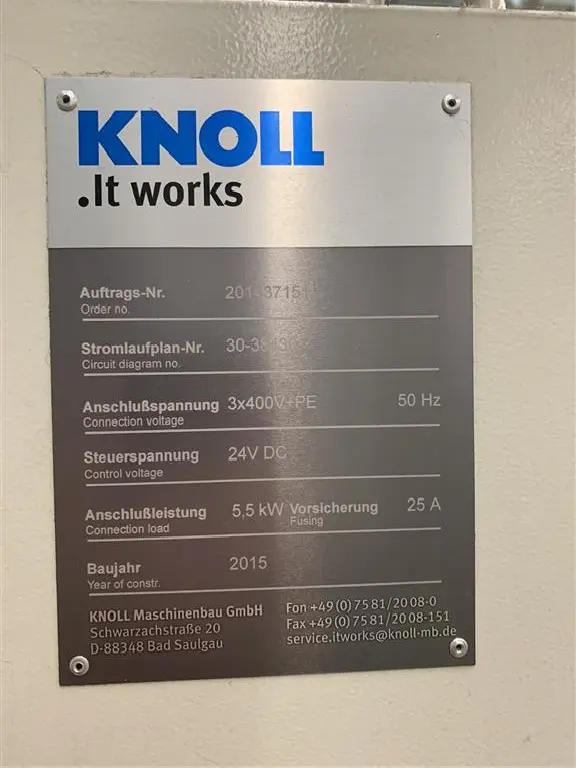 KNOLL
.It works
Auftrags-Nr.
Order no.
Stromlaufplan-Nr.
Circuit diagram no.
Anschlußspannung 3x400V+PE 50 Hz
Connection voltage
Steuerspannung 24V DC
Control voltage
Anschlußleistung 5,5 kW Vorsicherung 25 A
Connection load Fusing
Baujahr 2015
Year of constr.
KNOLL Maschinenbau GmbH
Schwarzachstraße 20
D-88348 Bad Saulgau
Fon +49 (0) 75 81/20 08-0
Fax +49 (0) 75 81/20 08-151
service.itworks@knoll-mb.de